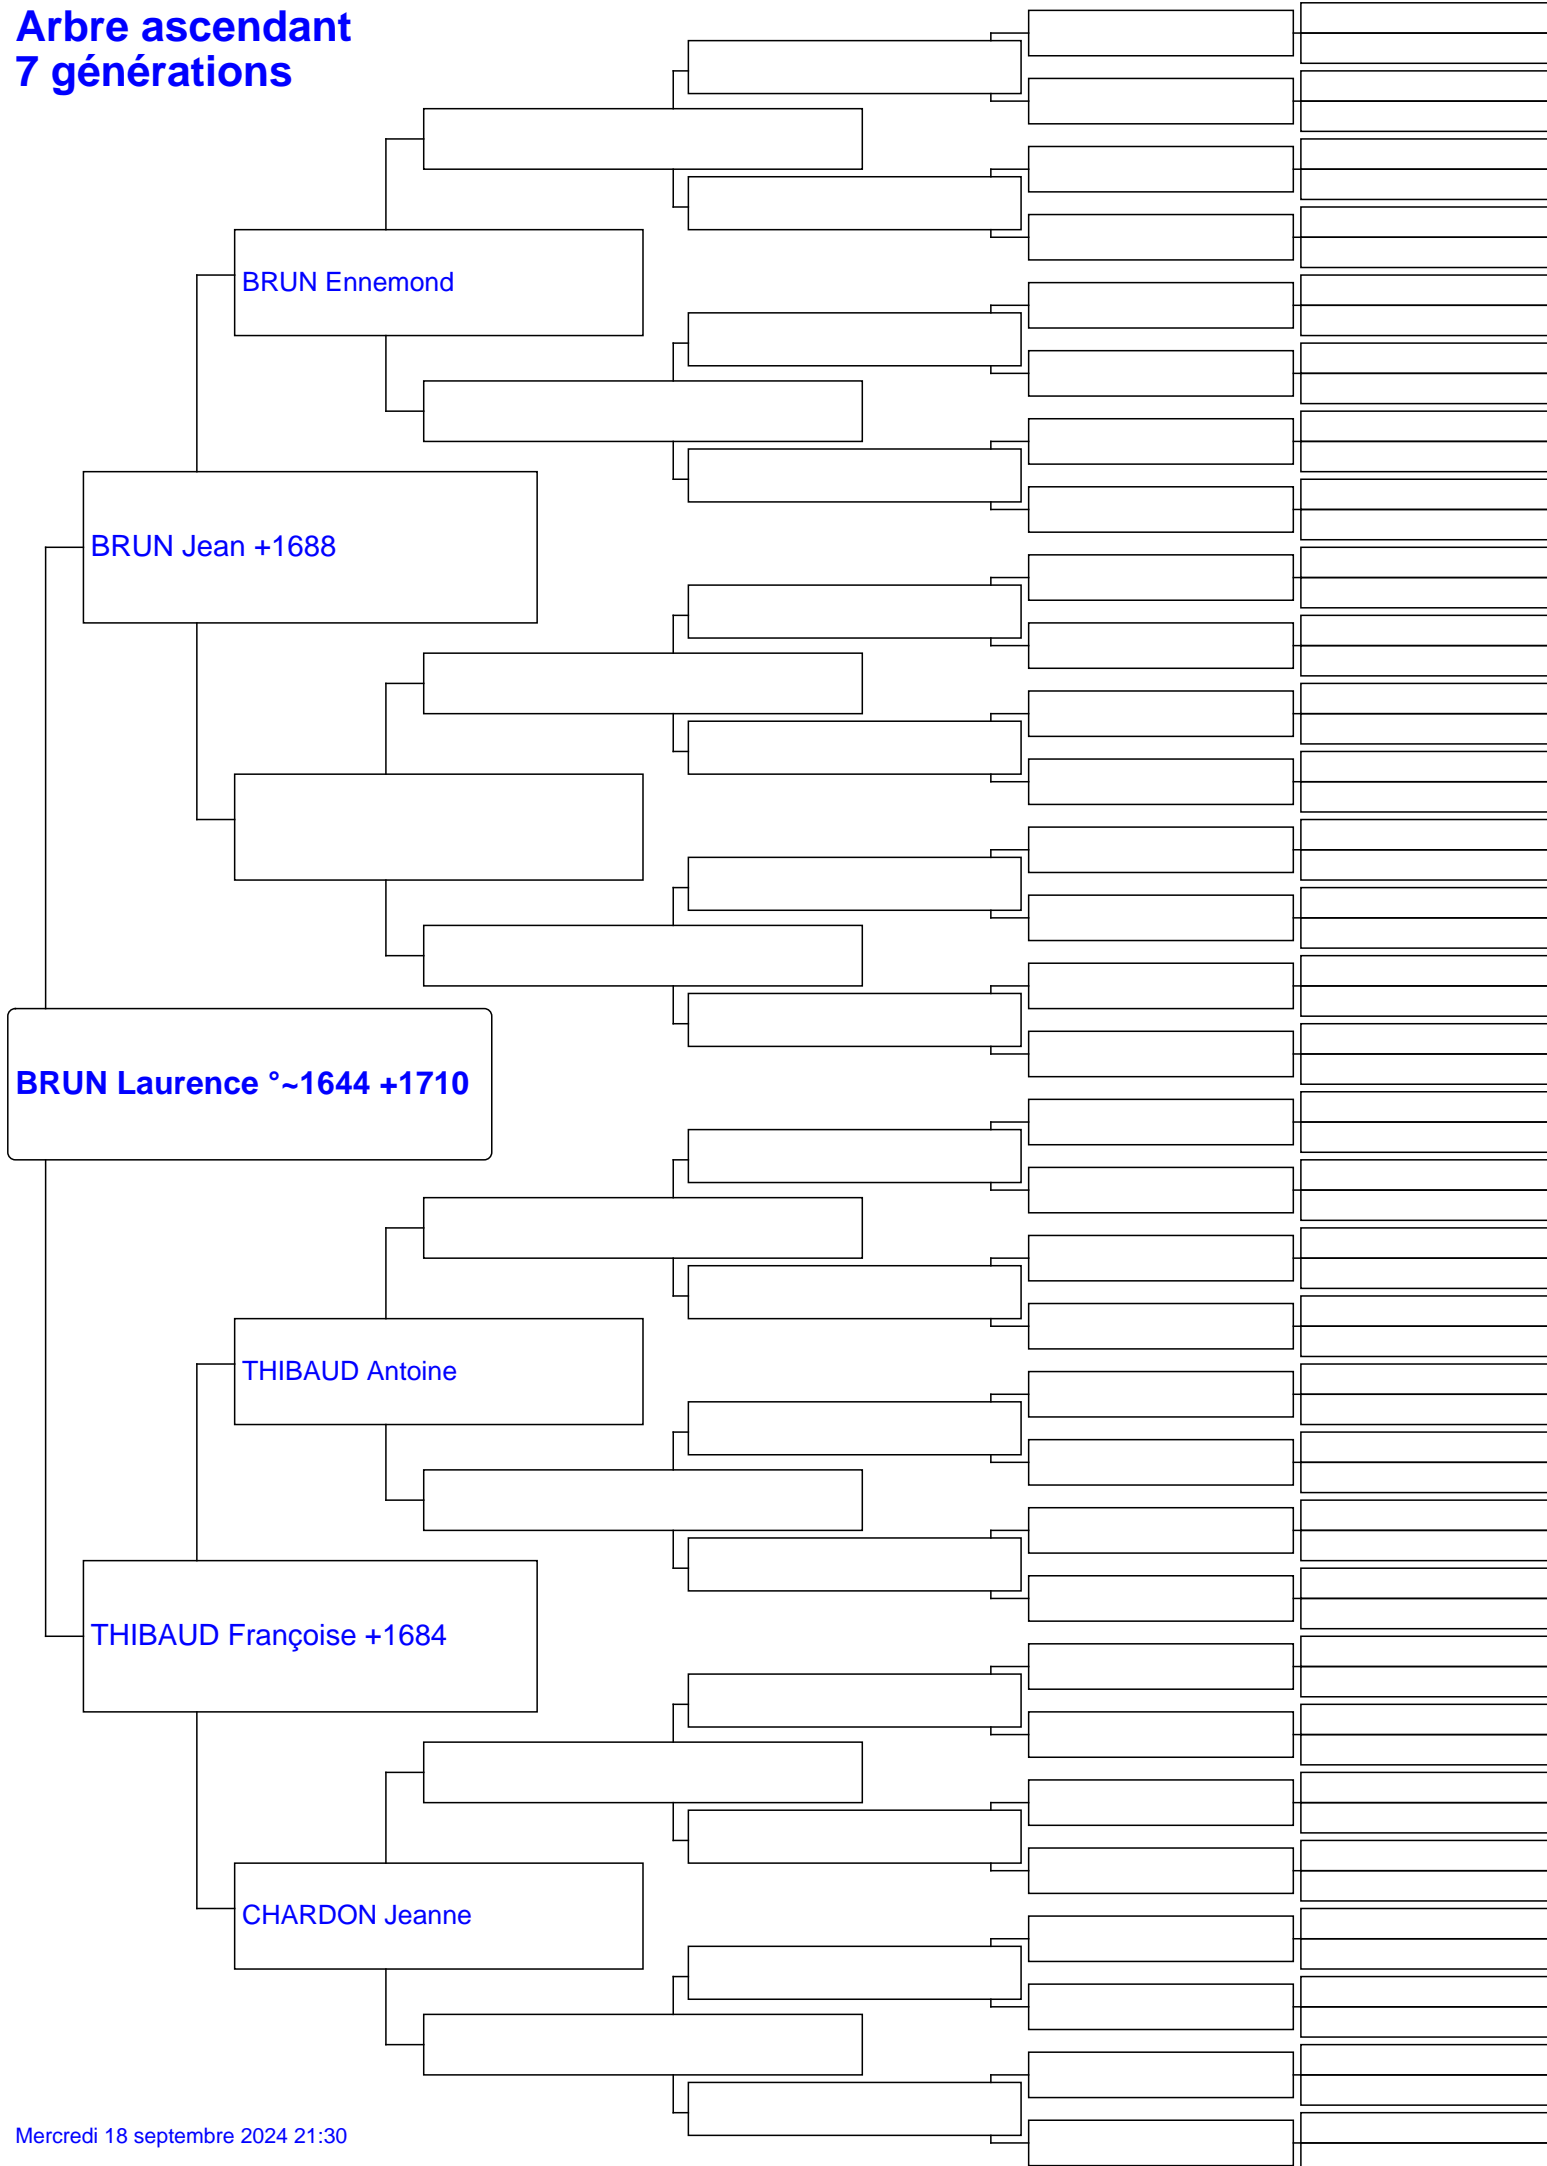 Arbre ascendant
7 générations
BRUN Ennemond
BRUN Jean +1688
BRUN Laurence °~1644 +1710
THIBAUD Antoine
THIBAUD Françoise +1684
CHARDON Jeanne
Mercredi 18 septembre 2024 21:30